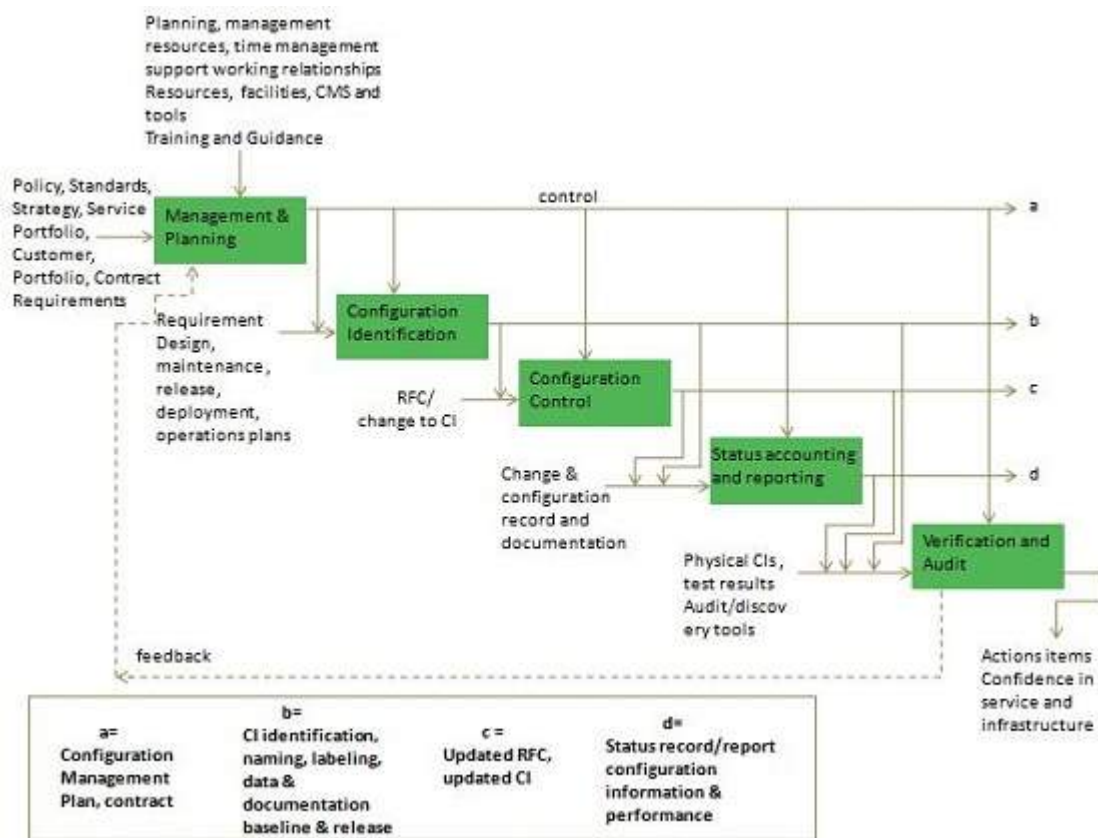 Planning, management
resources, time management
support working relationships
Resources, facilities, CMS and
tools
Training and Guidance
Policy, Standards,
Strategy, Service
Portfolio,
Customer,
Portfolio, Contract
Requirements
Management &
Planning
control
a
Configuration
Identification
b
Requirement
Design,
maintenance,
release,
deployment,
operations plans
Configuration
Control
c
RFC/
change to CI
Status accounting
and reporting
d
Change &
configuration
record and
documentation
Verification and
Audit
Physical CIs ,
test results
Audit/discov
ery tools
feedback
Actions items
Confidence in
service and
infrastructure
a=
Configuration
Management
Plan, contract
b=
CI identification,
naming, labeling,
data &
documentation
baseline & release
c =
Updated RFC,
updated CI
d=
Status record/report
configuration
information &
performance